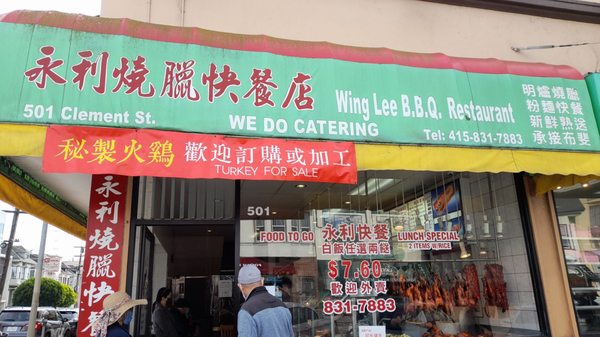 永利燒臘快餐店
501 Clement St.
Wing Lee B.B.Q. Restaurant
WE DO CATERING
Tel: 415-831-7883
明爐燒臘
粉麵快餐
新鮮熟送
承接布菲
秘製火鷄 歡迎訂購或加工
TURKEY FOR SALE
永利燒臘快
501
FOOD TO GO
永利快餐
白飯任選兩餸
$7.60
歡迎外賣
831-7883
LUNCH SPECIAL
2 ITEMS W/RICE